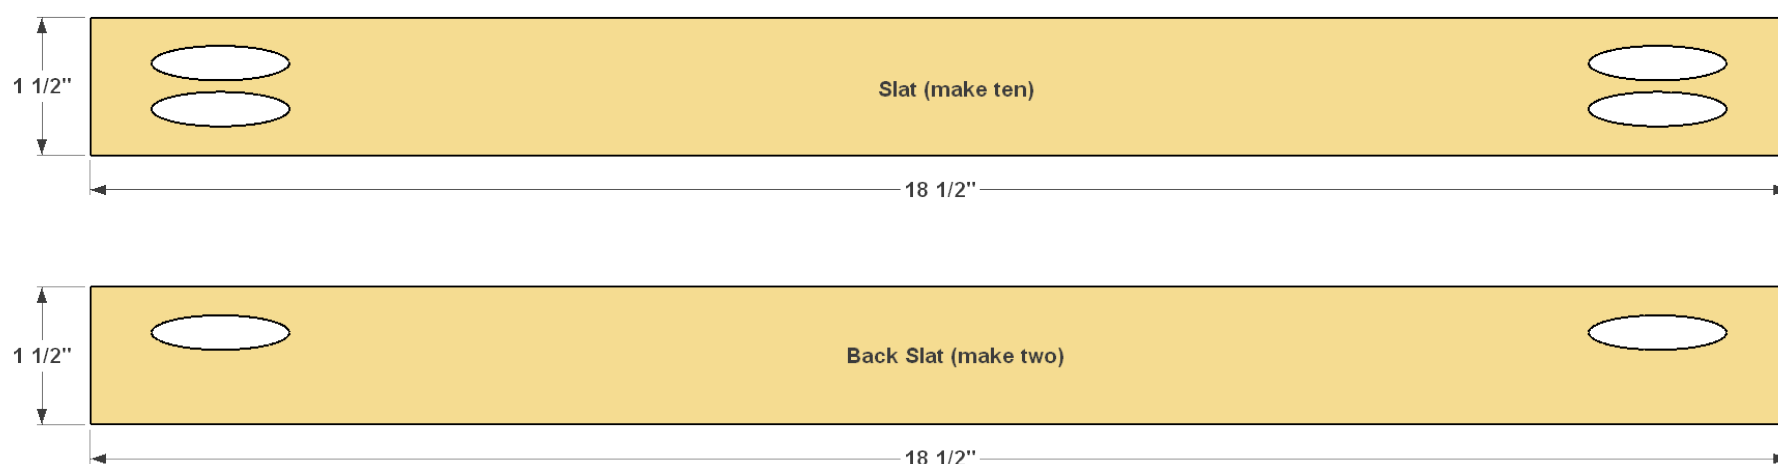 1 1/2"
Slat (make ten)
18 1/2"
1 1/2"
Back Slat (make two)
18 1/2"